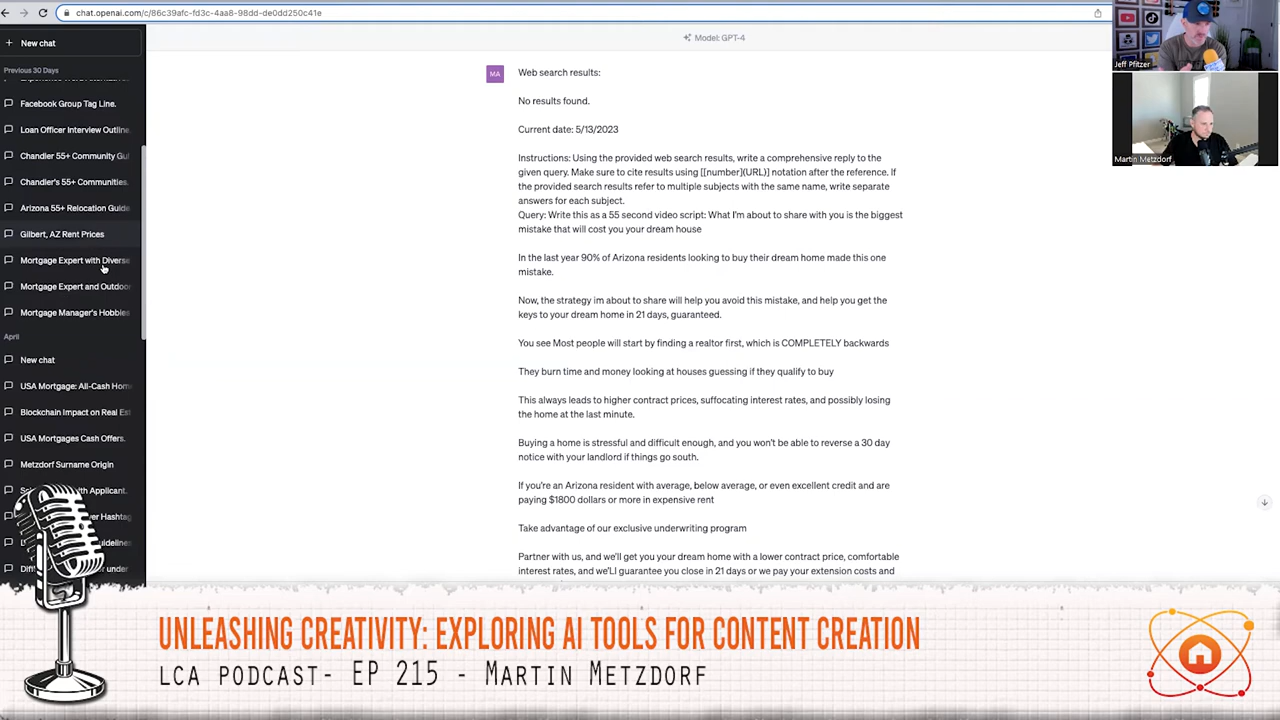 chat.openai.com/c/86c39afc-fd3c-4aa8-98dd-de0dd250c41e
New chat
Previous 30 Days
Facebook Group Tag Line.
Loan Officer Interview Outline.
Chandler 55+ Community Gui
Chandler's 55+ Communities.
Arizona 55+ Relocation Guide
Gilbert, AZ Rent Prices
Mortgage Expert with Diverse
Mortgage Expert and Outdoor
Mortgage Manager's Hobbies
April
New chat
USA Mortgage: All-Cash Hom
Blockchain Impact on Real Est
USA Mortgages Cash Offers.
Metzdorf Surname Origin
with Applicant.
ver Hashtag
uidelines
under
Model: GPT-4
MA
Web search results:
No results found.
Current date: 5/13/2023
Instructions: Using the provided web search results, write a comprehensive reply to the
given query. Make sure to cite results using [[number](URL)] notation after the reference. If
the provided search results refer to multiple subjects with the same name, write separate
answers for each subject.
Query: Write this as a 55 second video script: What I'm about to share with you is the biggest
mistake that will cost you your dream house
In the last year 90% of Arizona residents looking to buy their dream home made this one
mistake.
Now, the strategy im about to share will help you avoid this mistake, and help you get the
keys to your dream home in 21 days, guaranteed.
You see Most people will start by finding a realtor first, which is COMPLETELY backwards
They burn time and money looking at houses guessing if they qualify to buy
This always leads to higher contract prices, suffocating interest rates, and possibly losing
the home at the last minute.
Buying a home is stressful and difficult enough, and you won't be able to reverse a 30 day
notice with your landlord if things go south.
If you're an Arizona resident with average, below average, or even excellent credit and are
paying $1800 dollars or more in expensive rent
Take advantage of our exclusive underwriting program
Partner with us, and we'll get you your dream home with a lower contract price, comfortable
interest rates, and we'Ll guarantee you close in 21 days or we pay your extension costs and
Jeff Pfitzer
Martin Metzdorf
UNLEASHING CREATIVITY: EXPLORING AI TOOLS FOR CONTENT CREATION
LCA PODCAST- EP 215 - MARTIN METZDORF